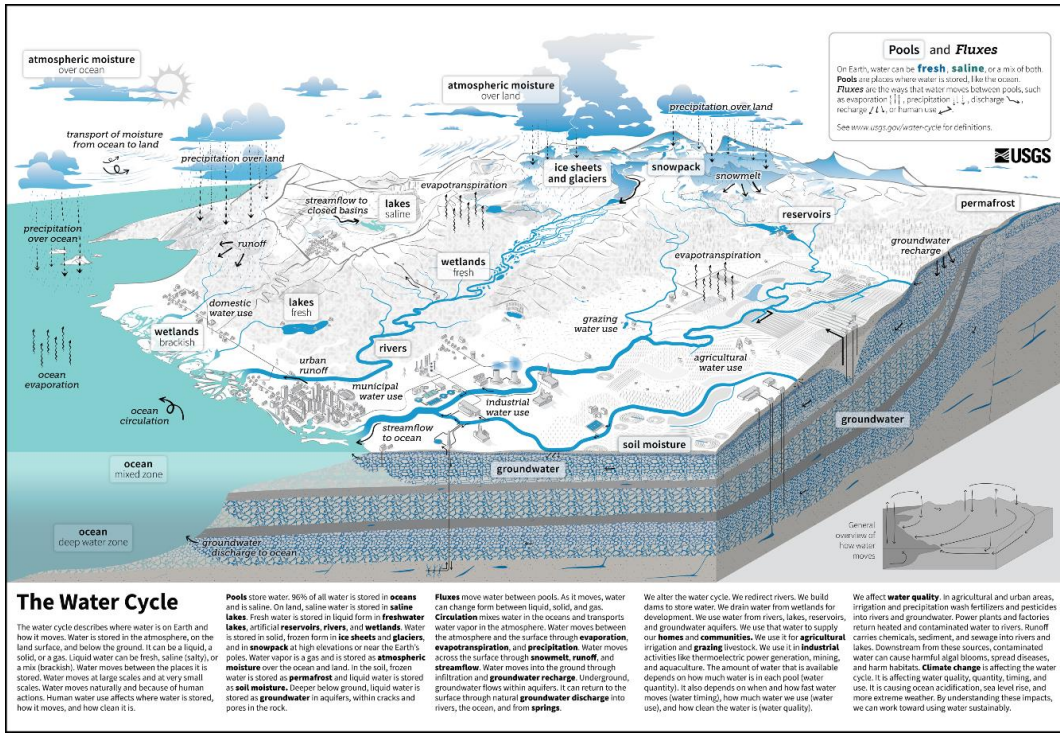 atmospheric moisture
over ocean
transport of moisture
from ocean to land
precipitation over land
atmospheric moisture
over land
precipitation over land
Pools and Fluxes
On Earth, water can be fresh, saline, or a mix of both.
Pools are places where water is stored, like the ocean.
Fluxes are the ways that water moves between pools, such
as evaporation, precipitation, discharge,
recharge, or human use.
See www.usgs.gov/water-cycle for definitions.
USGS
ice sheets
and glaciers
snowpack
snowmelt
evapotranspiration
streamflow to
closed basins
lakes
saline
reservoirs
permafrost
precipitation
over ocean
runoff
groundwater
recharge
wetlands
fresh
evapotranspiration
domestic
water use
lakes
fresh
grazing
water use
wetlands
brackish
rivers
ocean
evaporation
urban
runoff
agricultural
water use
municipal
water use
industrial
water use
ocean
circulation
streamflow
to ocean
soil moisture
groundwater
ocean
mixed zone
groundwater
ocean
deep water zone
groundwater
discharge to ocean
General
overview of
how water
moves
The Water Cycle
The water cycle describes where water is on Earth and
how it moves. Water is stored in the atmosphere, on the
land surface, and below the ground. It can be a liquid, a
solid, or a gas. Liquid water can be fresh, saline (salty), or
a mix (brackish). Water moves between the places it is
stored. Water moves at large scales and at very small
scales. Water moves naturally and because of human
actions. Human water use affects where water is stored,
how it moves, and how clean it is.
Pools store water. 96% of all water is stored in oceans
and is saline. On land, saline water is stored in saline
lakes. Fresh water is stored in liquid form in freshwater
lakes, artificial reservoirs, rivers, and wetlands. Water
is stored in solid, frozen form in ice sheets and glaciers,
and in snowpack at high elevations or near the Earth's
poles. Water vapor is a gas and is stored as atmospheric
moisture over the ocean and land. In the soil, frozen
water is stored as permafrost and liquid water is stored
as soil moisture. Deeper below ground, liquid water is
stored as groundwater in aquifers, within cracks and
pores in the rock.
Fluxes move water between pools. As it moves, water
can change form between liquid, solid, and gas.
Circulation mixes water in the oceans and transports
water vapor in the atmosphere. Water moves between
the atmosphere and the surface through evaporation,
evapotranspiration, and precipitation. Water moves
across the surface through snowmelt, runoff, and
streamflow. Water moves into the ground through
infiltration and groundwater recharge. Underground,
groundwater flows within aquifers. It can return to the
surface through natural groundwater discharge into
rivers, the ocean, and from springs.
We alter the water cycle. We redirect rivers. We build
dams to store water. We drain water from wetlands for
development. We use water from rivers, lakes, reservoirs,
and groundwater aquifers. We use that water to supply
our homes and communities. We use it for agricultural
irrigation and grazing livestock. We use it in industrial
activities like thermoelectric power generation, mining,
and aquaculture. The amount of water that is available
depends on how much water is in each pool (water
quantity). It also depends on when and how fast water
moves (water timing), how much water we use (water
use), and how clean the water is (water quality).
We affect water quality. In agricultural and urban areas,
irrigation and precipitation wash fertilizers and pesticides
into rivers and groundwater. Power plants and factories
return heated and contaminated water to rivers. Runoff
carries chemicals, sediment, and sewage into rivers and
lakes. Downstream from these sources, contaminated
water can cause harmful algal blooms, spread diseases,
and harm habitats. Climate change is affecting the water
cycle. It is affecting water quality, quantity, timing, and
use. It is causing ocean acidification, sea level rise, and
more extreme weather. By understanding these impacts,
we can work toward using water sustainably.